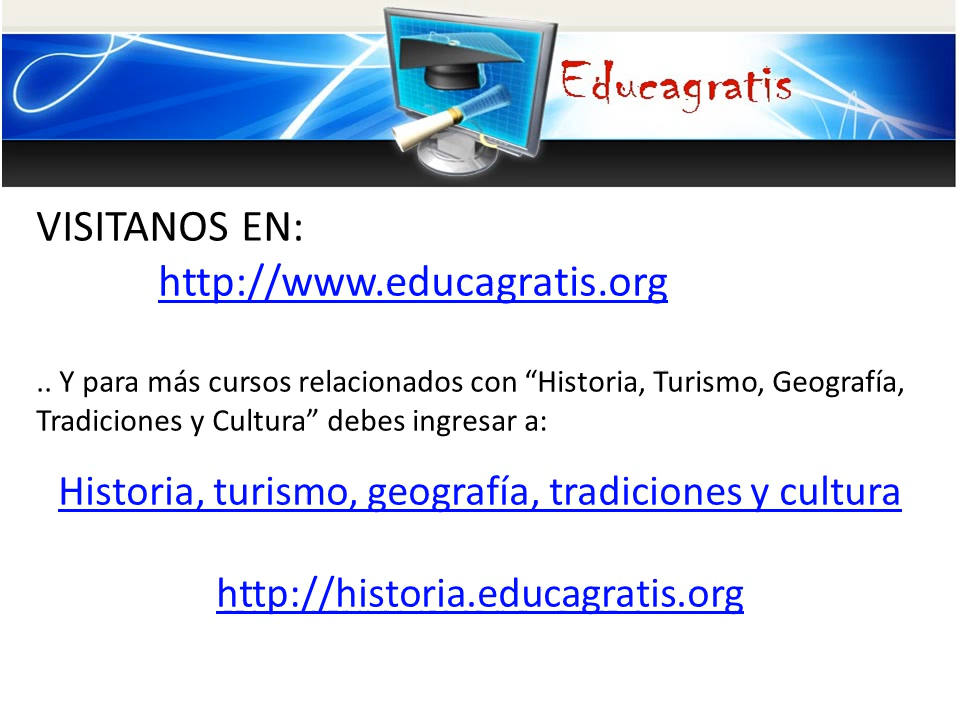 Educagratis
VISITANOS EN:
http://www.educagratis.org
.. Y para más cursos relacionados con “Historia, Turismo, Geografía,
Tradiciones y Cultura” debes ingresar a:
Historia, turismo, geografía, tradiciones y cultura
http://historia.educagratis.org